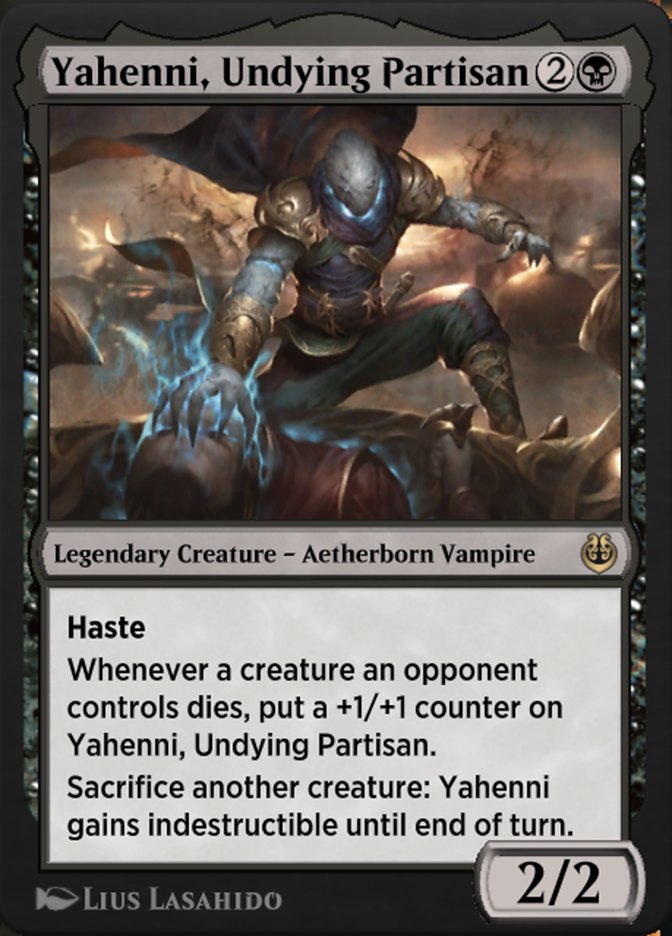 Yahenni, Undying Partisan 2
Legendary Creature – Aetherborn Vampire
Haste
Whenever a creature an opponent
controls dies, put a +1/+1 counter on
Yahenni, Undying Partisan.
Sacrifice another creature: Yahenni
gains indestructible until end of turn.
2/2
Lius Lasahido